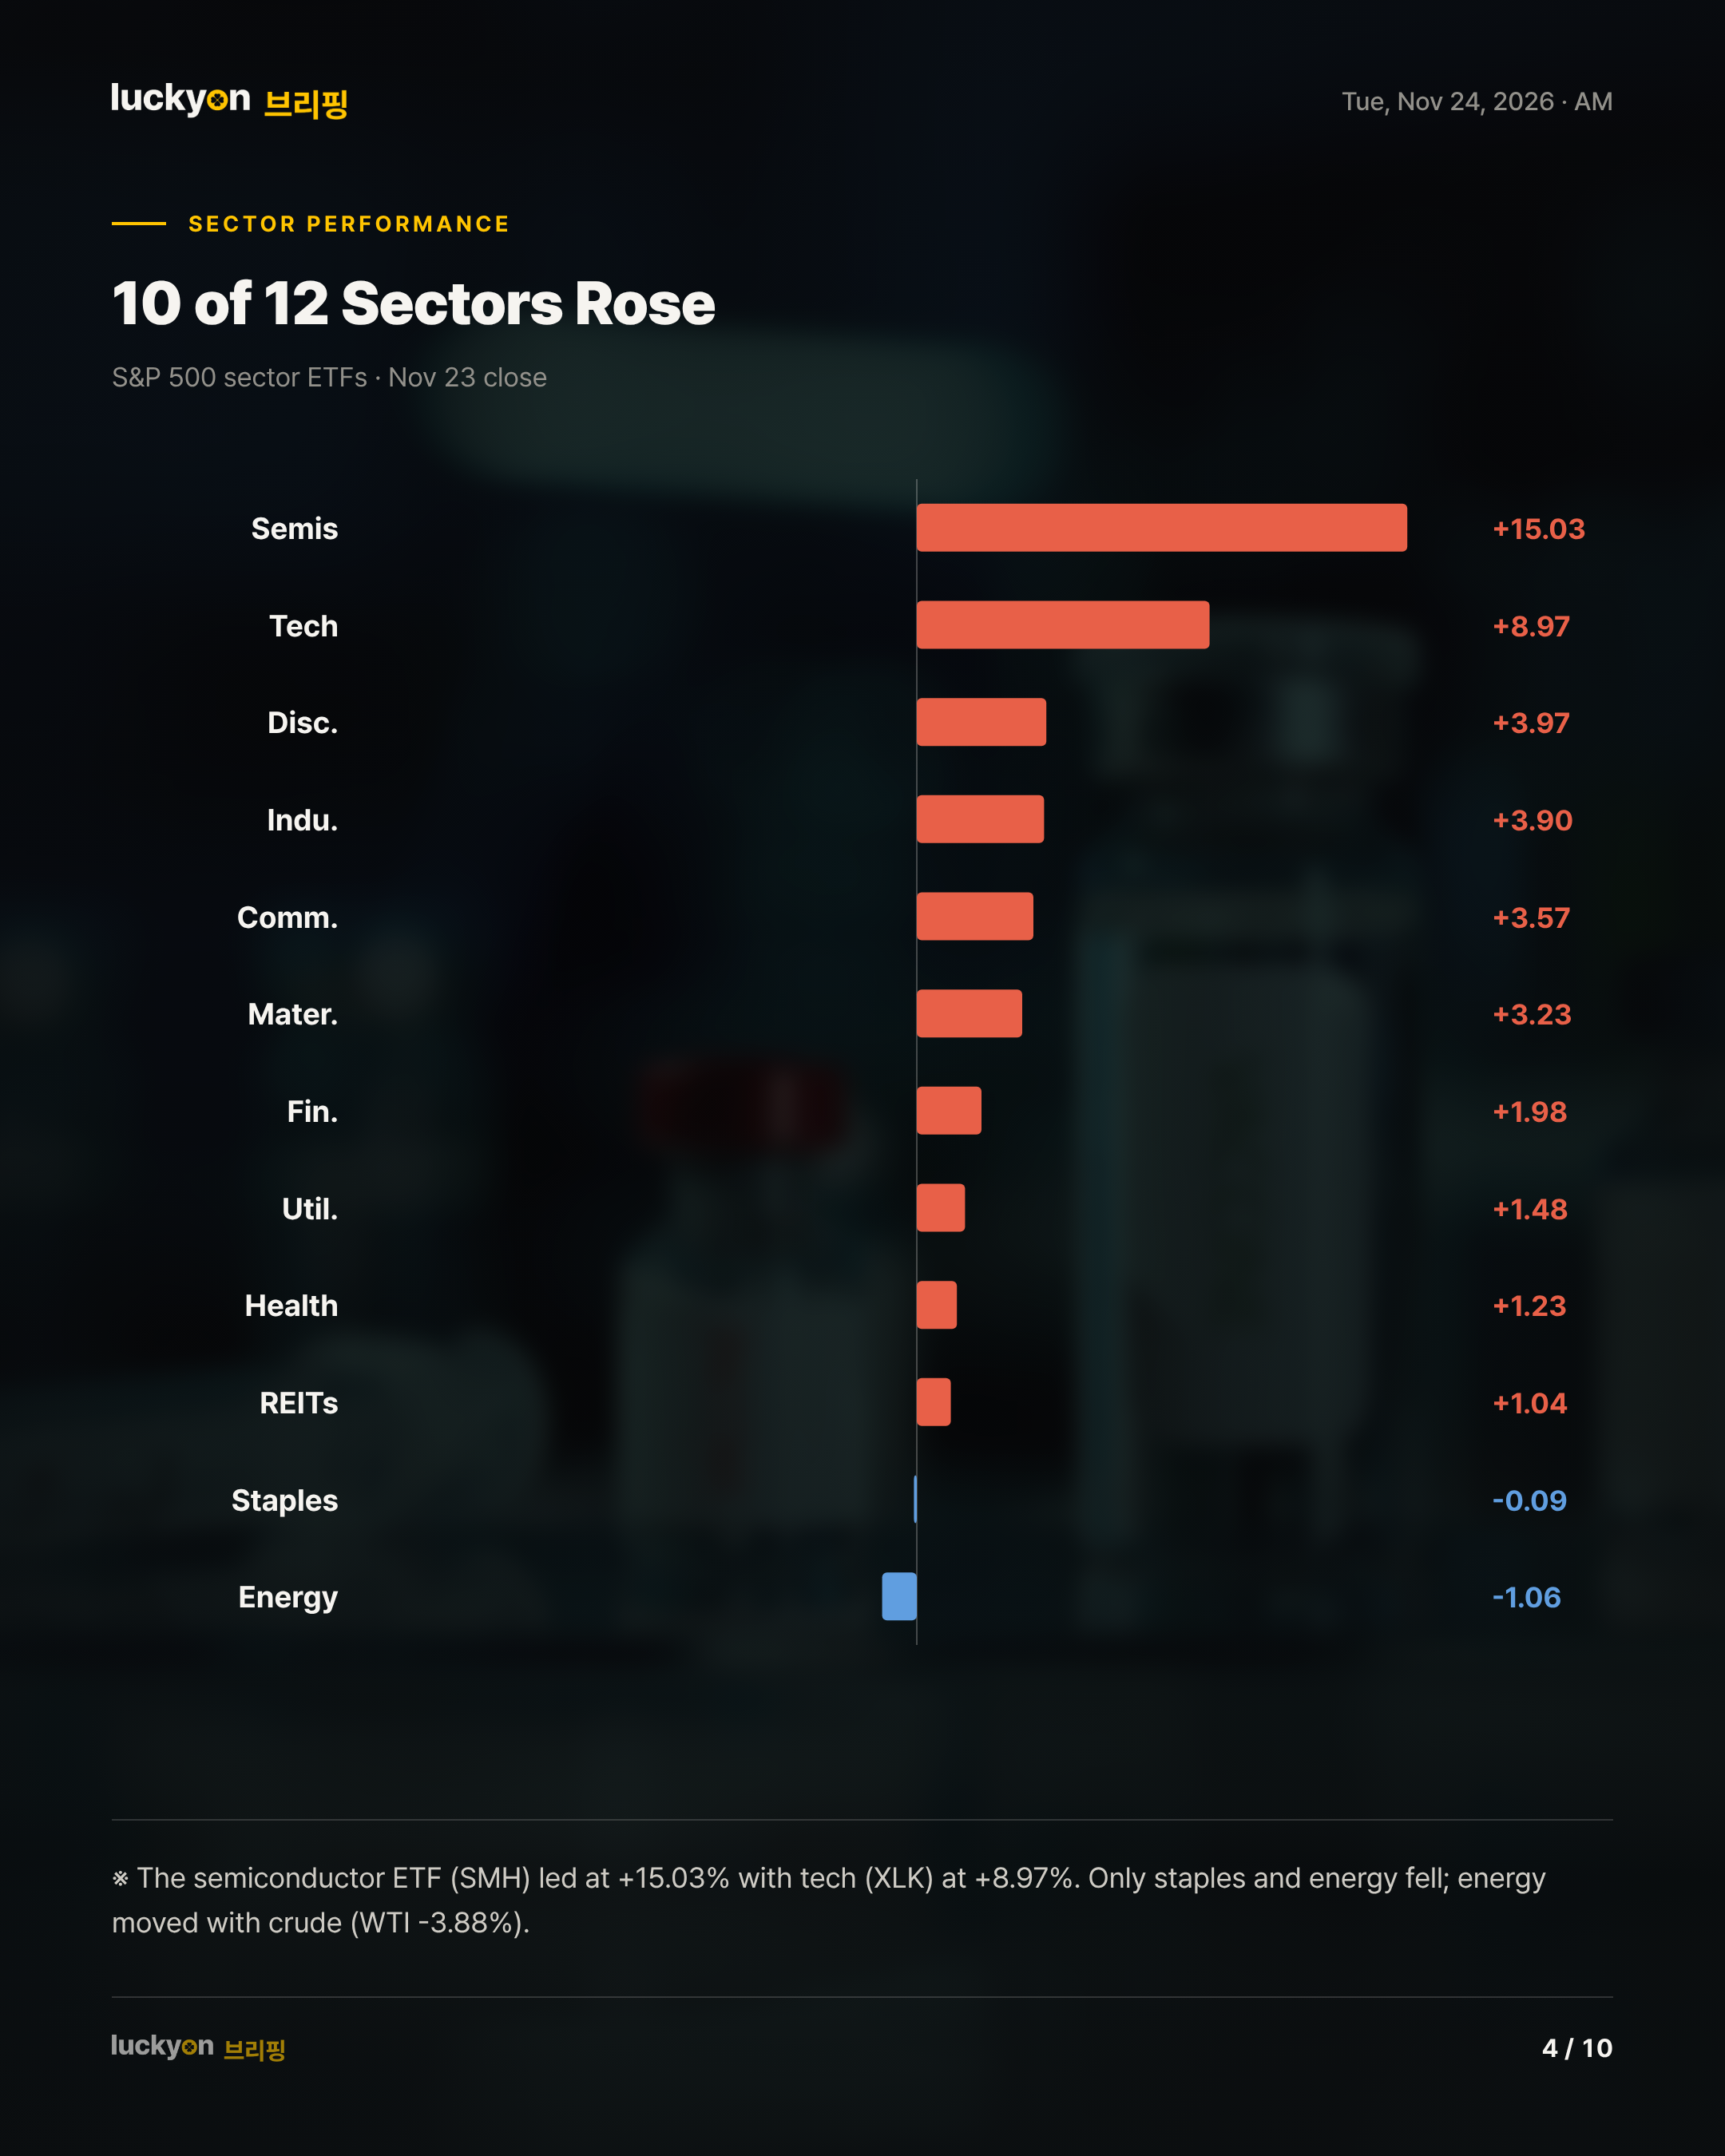 luckyon 브리핑
Tue, Nov 24, 2026 · AM
SECTOR PERFORMANCE
10 of 12 Sectors Rose
S&P 500 sector ETFs · Nov 23 close
Semis +15.03
Tech +8.97
Disc. +3.97
Indu. +3.90
Comm. +3.57
Mater. +3.23
Fin. +1.98
Util. +1.48
Health +1.23
REITs +1.04
Staples -0.09
Energy -1.06
※ The semiconductor ETF (SMH) led at +15.03% with tech (XLK) at +8.97%. Only staples and energy fell; energy
moved with crude (WTI -3.88%).
luckyon 브리핑
4 / 10